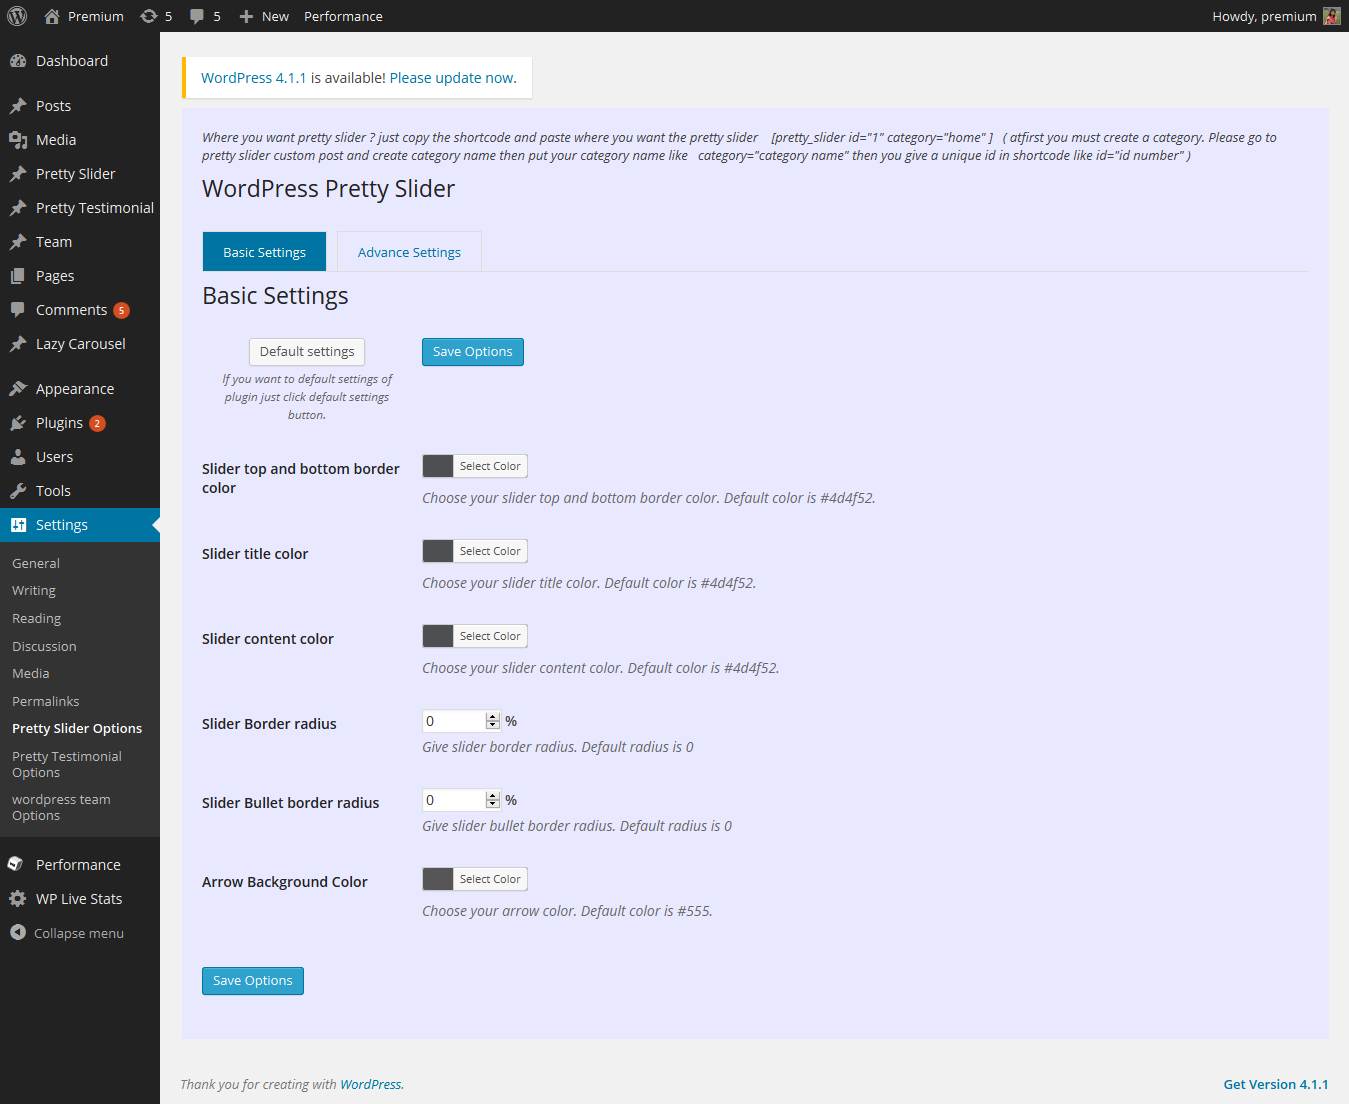 Premium 5 5 New Performance Howdy, premium
Dashboard
Posts
Media
Pretty Slider
Pretty Testimonial
Team
Pages
Comments 5
Lazy Carousel
Appearance
Plugins 2
Users
Tools
Settings
General
Writing
Reading
Discussion
Media
Permalinks
Pretty Slider Options
Pretty Testimonial
Options
wordpress team
Options
Performance
WP Live Stats
Collapse menu
WordPress 4.1.1 is available! Please update now.
Where you want pretty slider ? just copy the shortcode and paste where you want the pretty slider [pretty_slider id="1" category="home" ] ( atfirst you must create a category. Please go to
pretty slider custom post and create category name then put your category name like category="category name" then you give a unique id in shortcode like id="id number" )
WordPress Pretty Slider
Basic Settings Advance Settings
Basic Settings
Default settings Save Options
If you want to default settings of
plugin just click default settings
button.
Slider top and bottom border
color
Select Color
Choose your slider top and bottom border color. Default color is #4d4f52.
Slider title color
Select Color
Choose your slider title color. Default color is #4d4f52.
Slider content color
Select Color
Choose your slider content color. Default color is #4d4f52.
Slider Border radius
0 %
Give slider border radius. Default radius is 0
Slider Bullet border radius
0 %
Give slider bullet border radius. Default radius is 0
Arrow Background Color
Select Color
Choose your arrow color. Default color is #555.
Save Options
Thank you for creating with WordPress.
Get Version 4.1.1